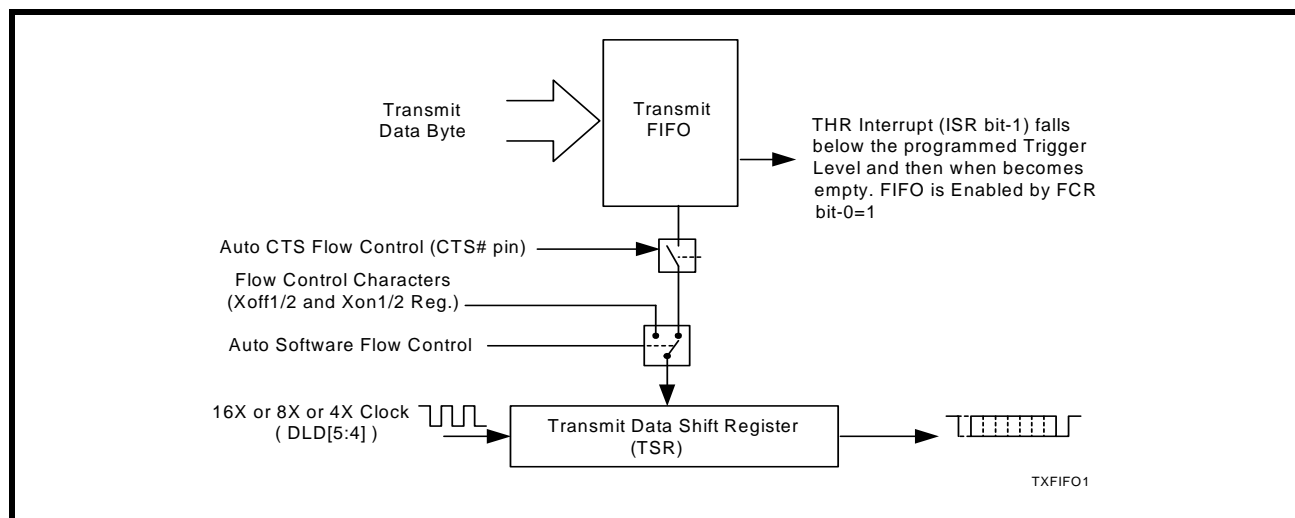 Transmit
Data Byte
Transmit
FIFO
THR Interrupt (ISR bit-1) falls
below the programmed Trigger
Level and then when becomes
empty. FIFO is Enabled by FCR
bit-0=1
Auto CTS Flow Control (CTS# pin)
Flow Control Characters
(Xoff1/2 and Xon1/2 Reg.)
Auto Software Flow Control
16X or 8X or 4X Clock
( DLD[5:4] )
Transmit Data Shift Register
(TSR)
TXFIFO1